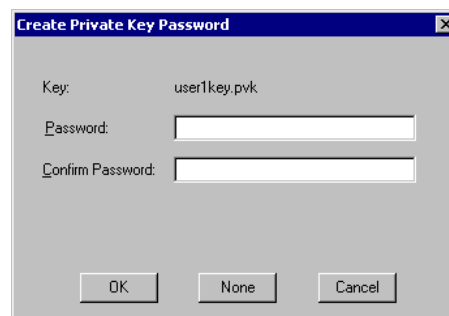 Create Private Key Password
Key: user1key.pvk
Password:
Confirm Password:
OK None Cancel